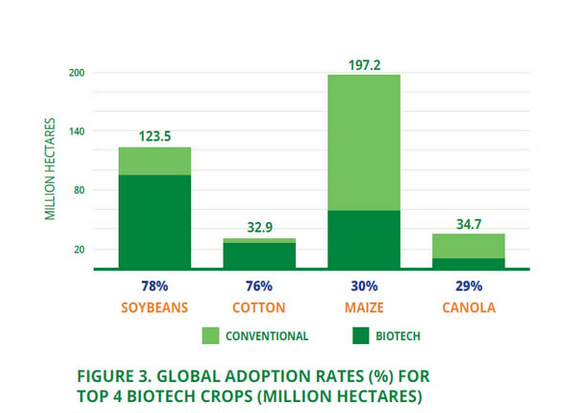 197.2
200
MILLION HECTARES
140
123.5
80
32.9
34.7
20
78% 76% 30% 29%
SOYBEANS COTTON MAIZE CANOLA
CONVENTIONAL BIOTECH
FIGURE 3. GLOBAL ADOPTION RATES (%) FOR
TOP 4 BIOTECH CROPS (MILLION HECTARES)